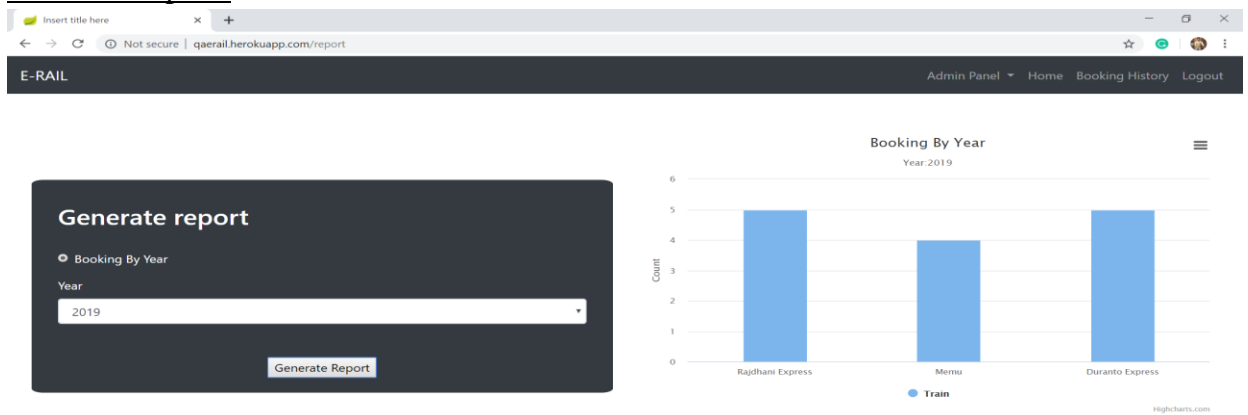 Insert title here
Not secure | qaerail.herokuapp.com/report
E-RAIL
Admin Panel Home Booking History Logout
Generate report
Booking By Year
Year
2019
Generate Report
Booking By Year
Year:2019
6
5
4
3
2
1
0
Count
Rajdhani Express Memu Duranto Express
Train
Highcharts.com